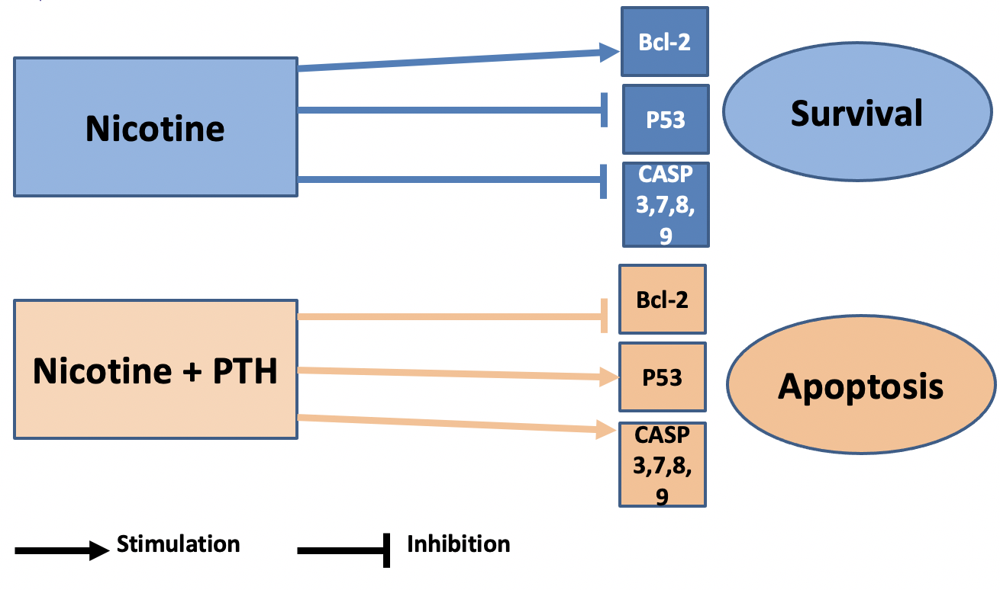 Nicotine
Bcl-2
P53
CASP
3,7,8,
9
Survival
Nicotine + PTH
Bcl-2
P53
CASP
3,7,8,
9
Apoptosis
Stimulation
Inhibition